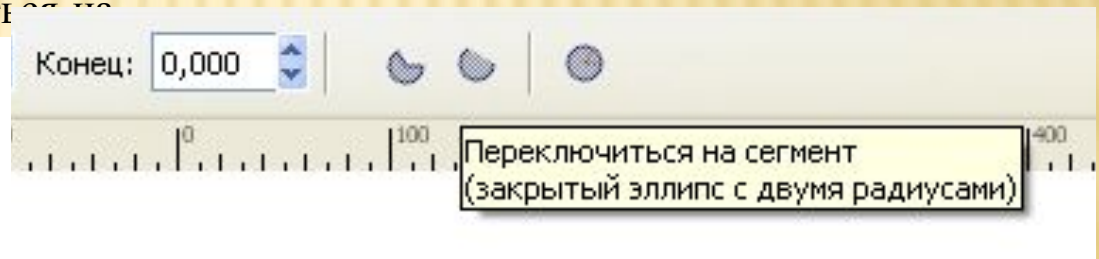 Конец: 0,000
0 100 400
Переключиться на сегмент
(закрытый эллипс с двумя радиусами)